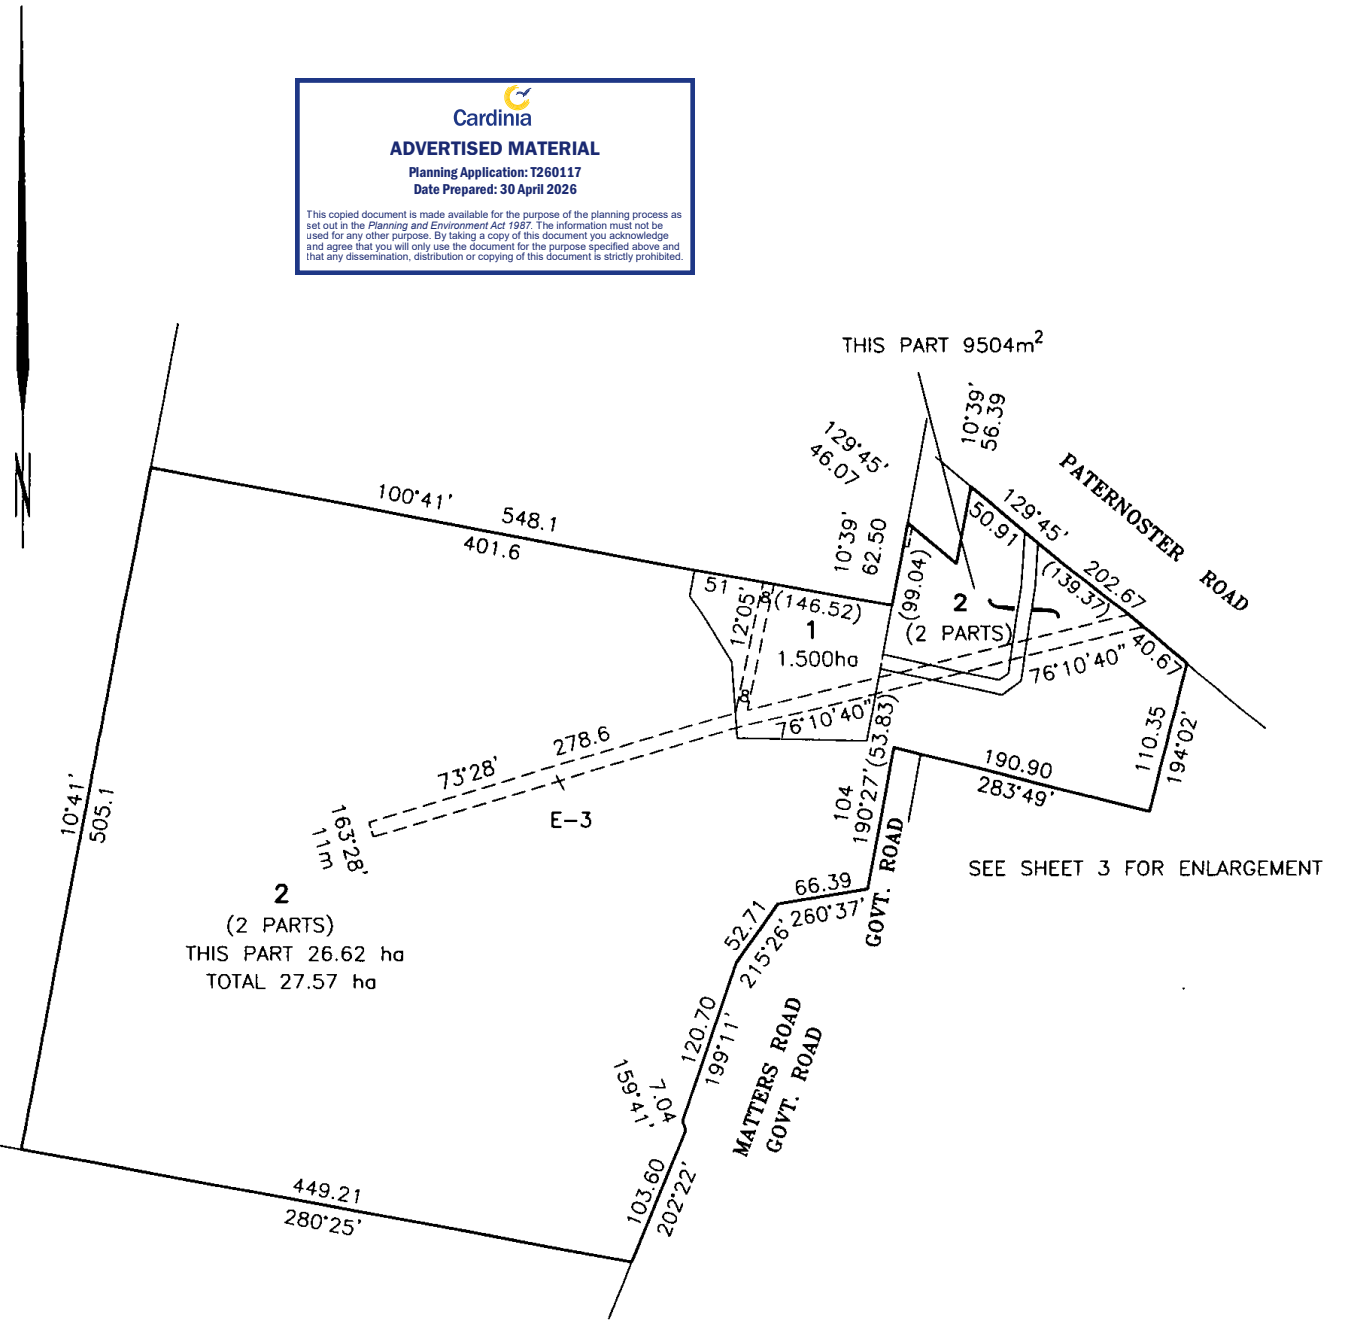 Cardinia
ADVERTISED MATERIAL
Planning Application: T260117
Date Prepared: 30 April 2026
This copied document is made available for the purpose of the planning process as
set out in the Planning and Environment Act 1987. The information must not be
used for any other purpose. By taking a copy of this document you acknowledge
and agree that you will only use the document for the purpose specified above and
that any dissemination, distribution or copying of this document is strictly prohibited.
N
THIS PART 9504m²
10°39'
56.39
129°45'
46.07
PATERNOSTER ROAD
100°41'
548.1
401.6
10°39'
62.50
50.91
129°45'
202.67
(139.37)
(99.04)
51
8
(146.52)
12°05'
1
1.500ha
2
(2 PARTS)
40.67
76°10'40"
8
76°10'40"
(53.83)
110.35
194°02'
278.6
73°28'
190.90
283°49'
10°41'
505.1
163°28'
11m
E-3
104
190°27'
GOVT. ROAD
SEE SHEET 3 FOR ENLARGEMENT
2
(2 PARTS)
THIS PART 26.62 ha
TOTAL 27.57 ha
66.39
260°37'
52.71
215°26'
120.70
199°11'
MATTERS ROAD
GOVT. ROAD
7.04
159°41'
103.60
202°22'
449.21
280°25'